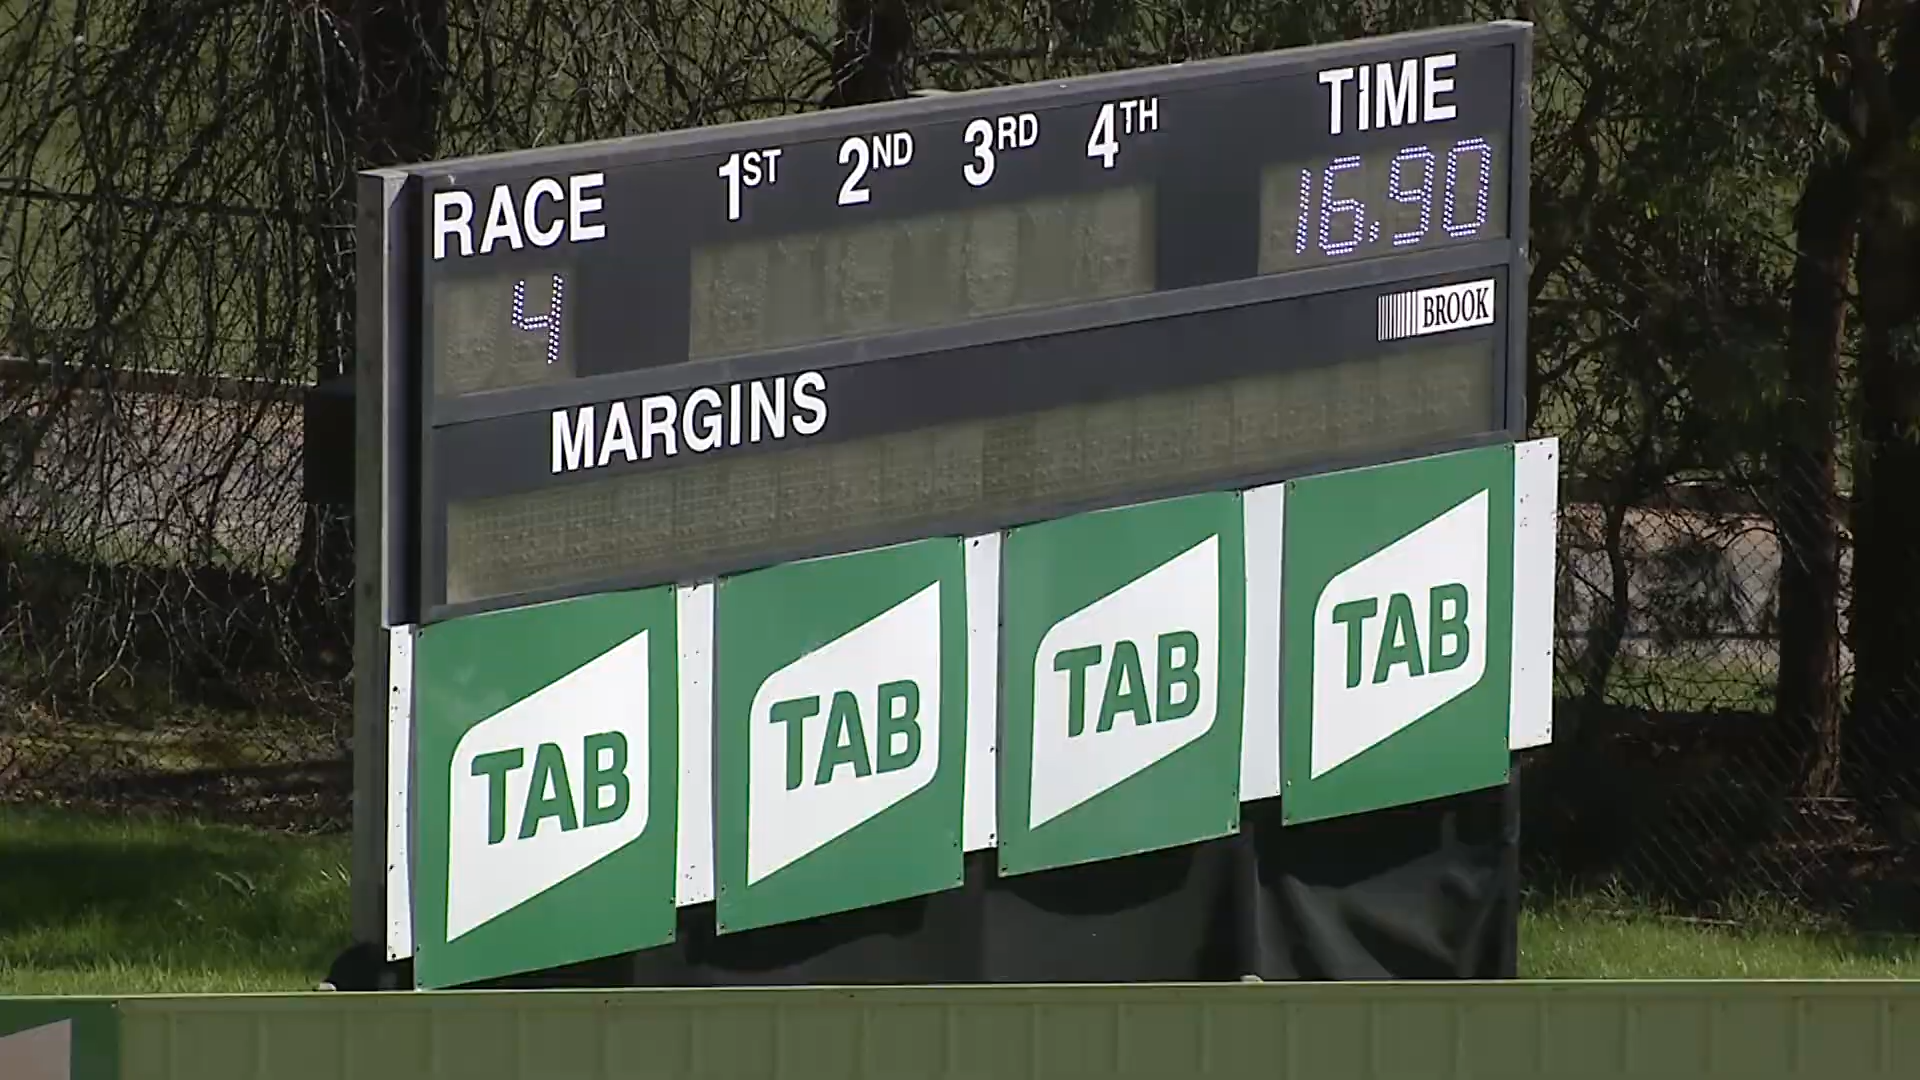 RACE 1ST 2ND 3RD 4TH TIME
4 16.90
BROOK
MARGINS
TAB TAB TAB TAB